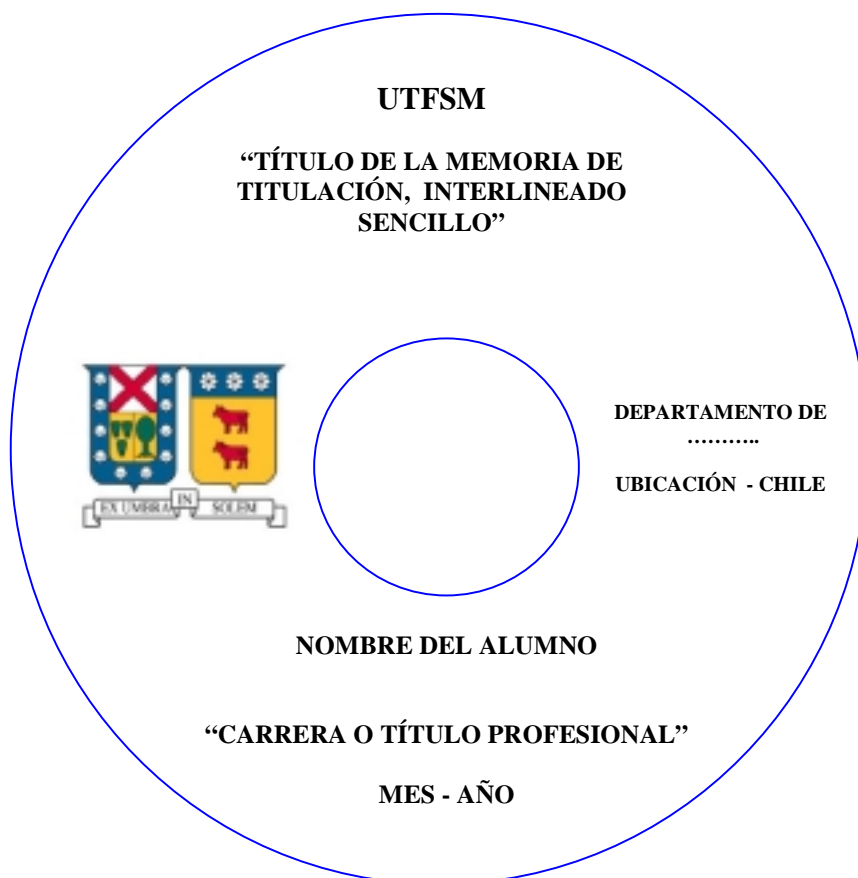 UTFSM
“TÍTULO DE LA MEMORIA DE
TITULACIÓN, INTERLINEADO
SENCILLO”
EX UMBRA IN SOLEM
DEPARTAMENTO DE
………..
UBICACIÓN - CHILE
NOMBRE DEL ALUMNO
“CARRERA O TÍTULO PROFESIONAL”
MES - AÑO